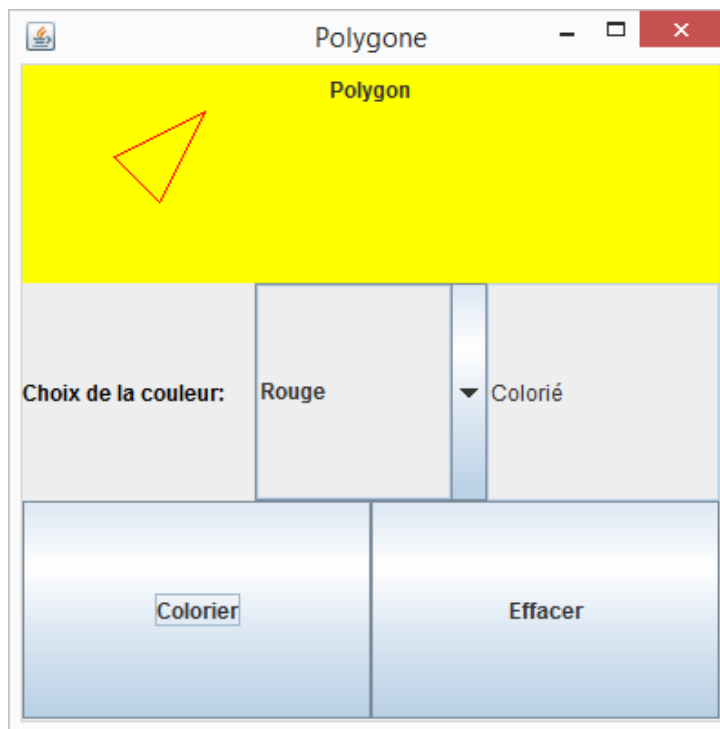 Polygone
Polygon
Choix de la couleur:
Rouge
Colorié
Colorier
Effacer